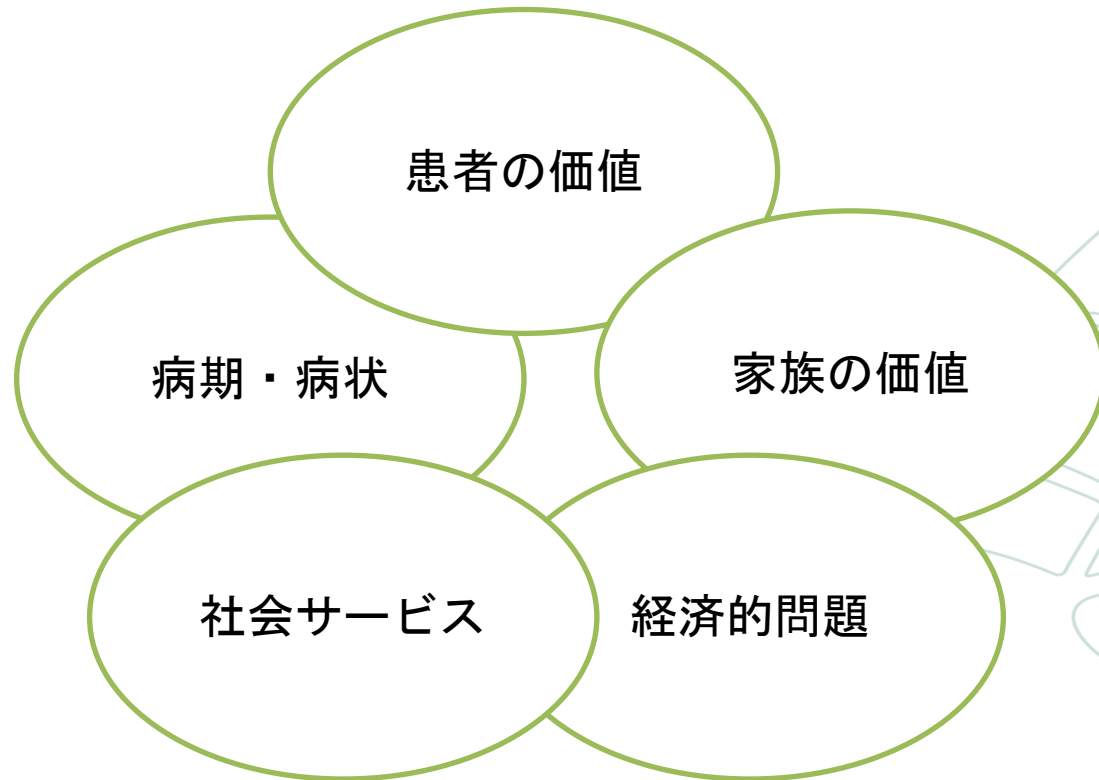 患者の価値
病期・病状
家族の価値
社会サービス
経済的問題